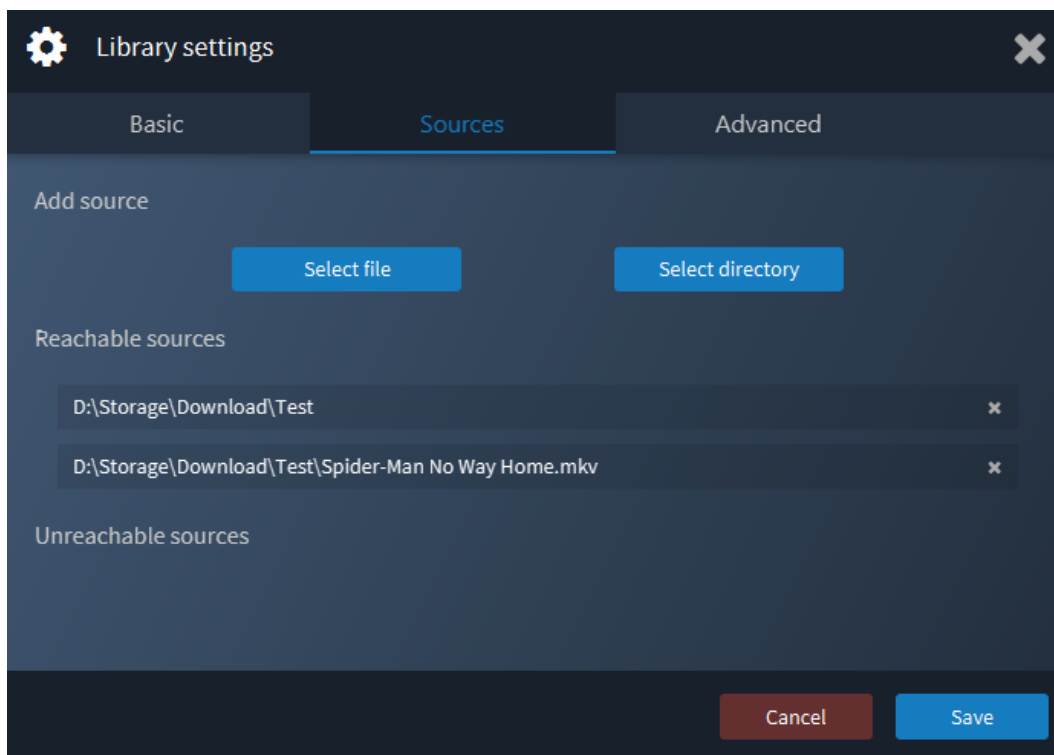 Library settings
Basic Sources Advanced
Add source
Select file Select directory
Reachable sources
D:\Storage\Download\Test
D:\Storage\Download\Test\Spider-Man No Way Home.mkv
Unreachable sources
Cancel Save